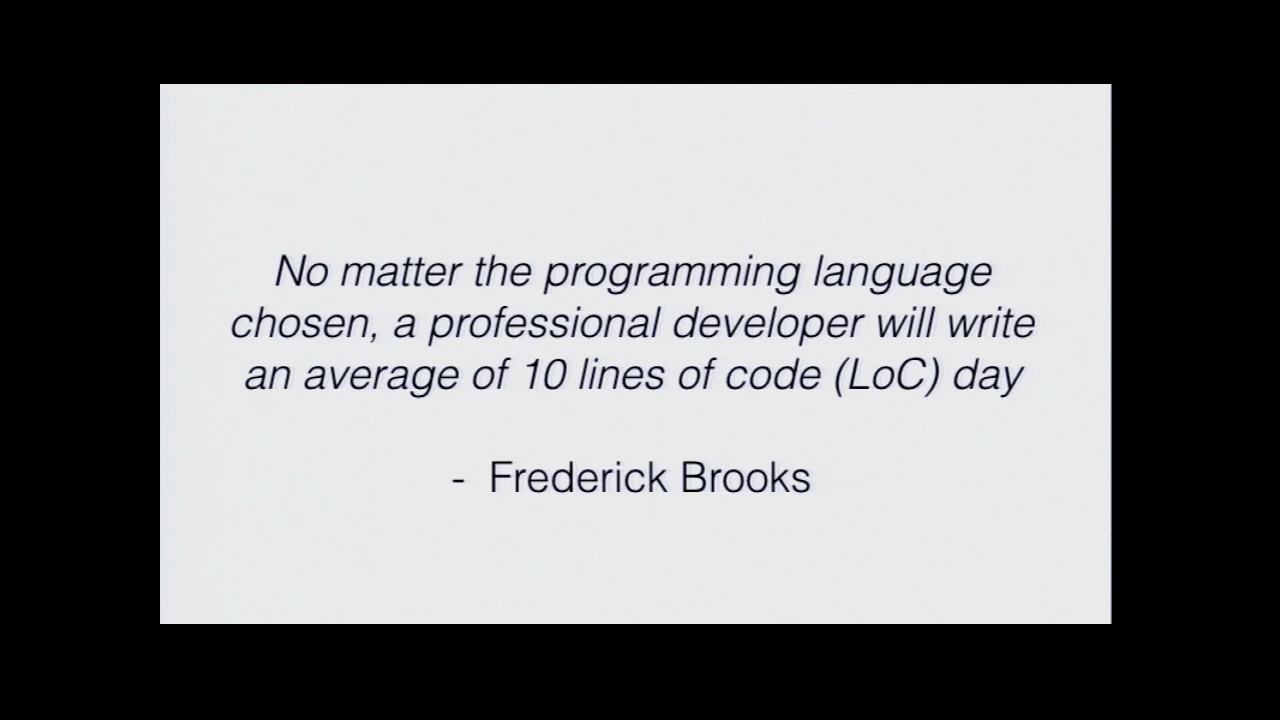 No matter the programming language
chosen, a professional developer will write
an average of 10 lines of code (LoC) day
- Frederick Brooks